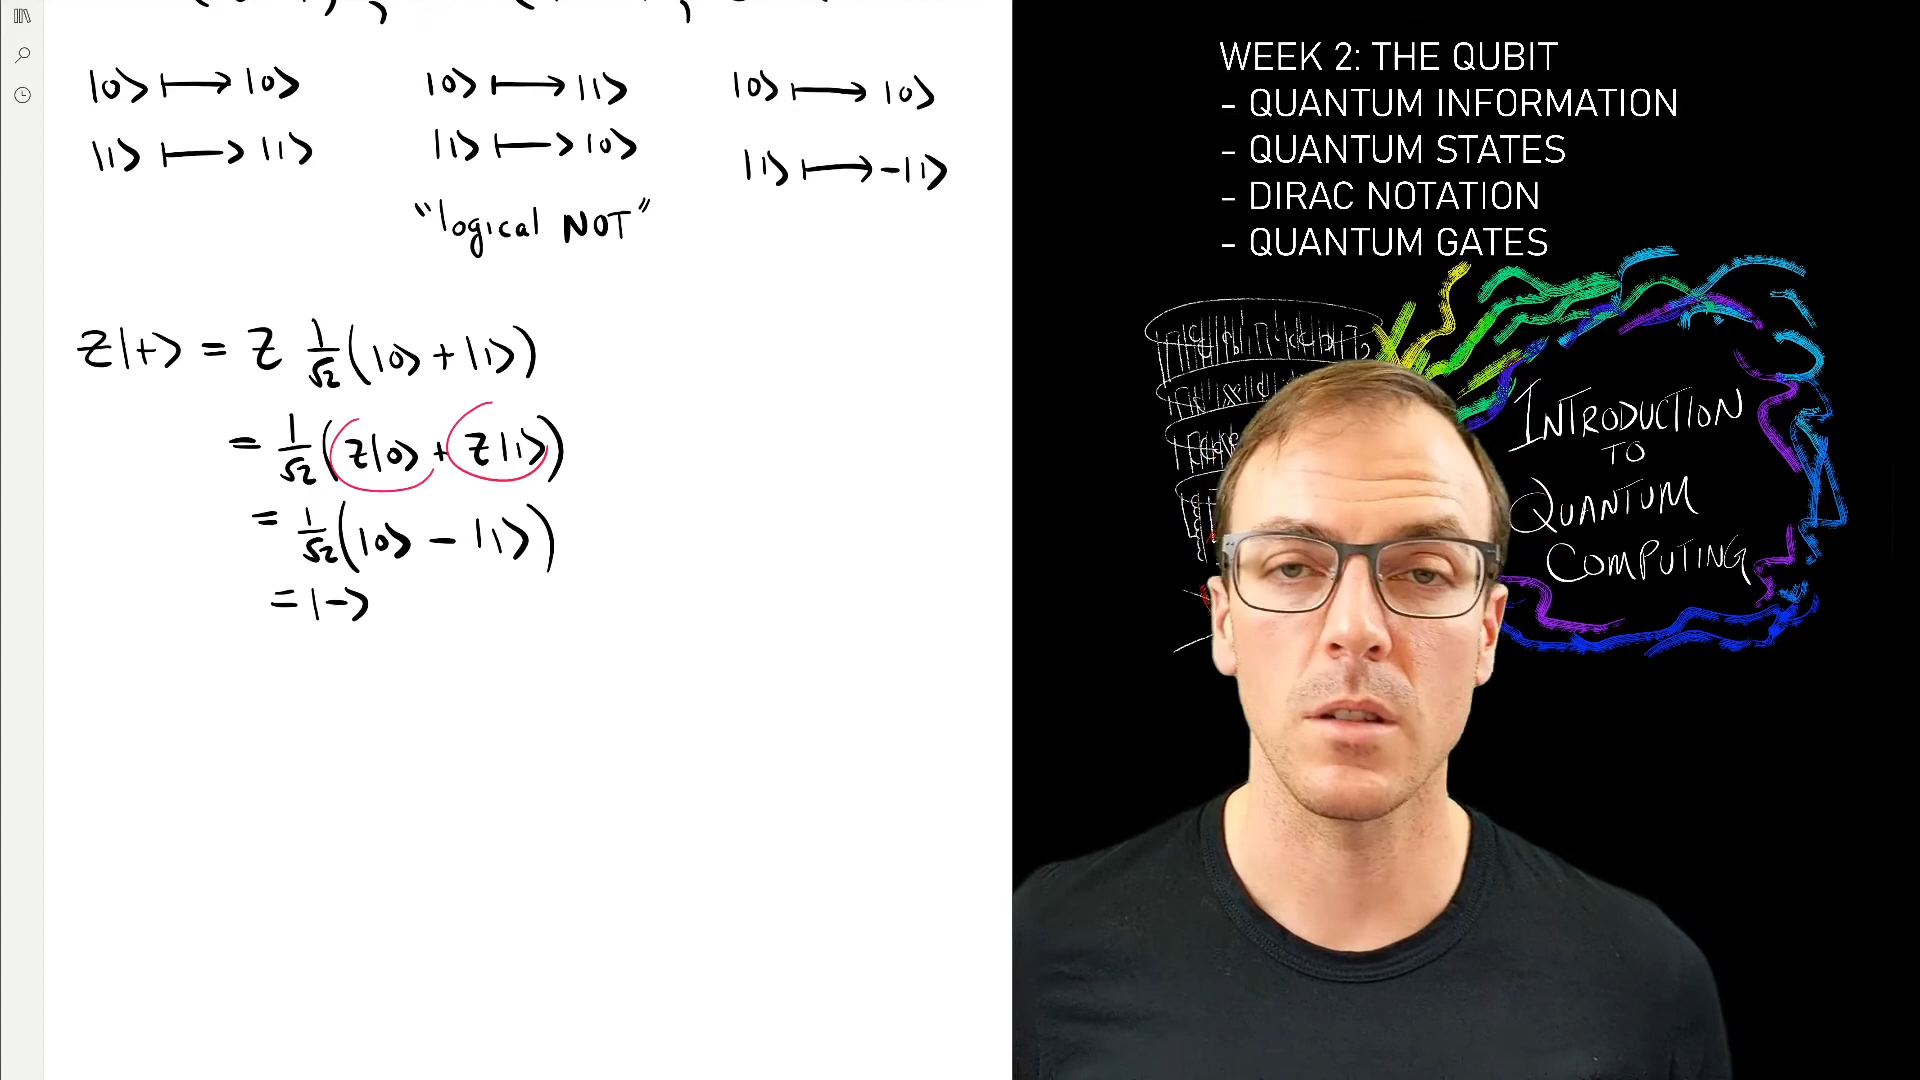 |0⟩ ↦ |0⟩
|1⟩ ↦ |1⟩
|0⟩ ↦ |1⟩
|1⟩ ↦ |0⟩
"logical NOT"
|0⟩ ↦ |0⟩
|1⟩ ↦ -|1⟩
Z|+⟩ = Z 1/√2 (|0⟩ + |1⟩)
= 1/√2 (Z|0⟩ + Z|1⟩)
= 1/√2 (|0⟩ - |1⟩)
= |-⟩
WEEK 2: THE QUBIT
- QUANTUM INFORMATION
- QUANTUM STATES
- DIRAC NOTATION
- QUANTUM GATES
INTRODUCTION
TO
QUANTUM
COMPUTING